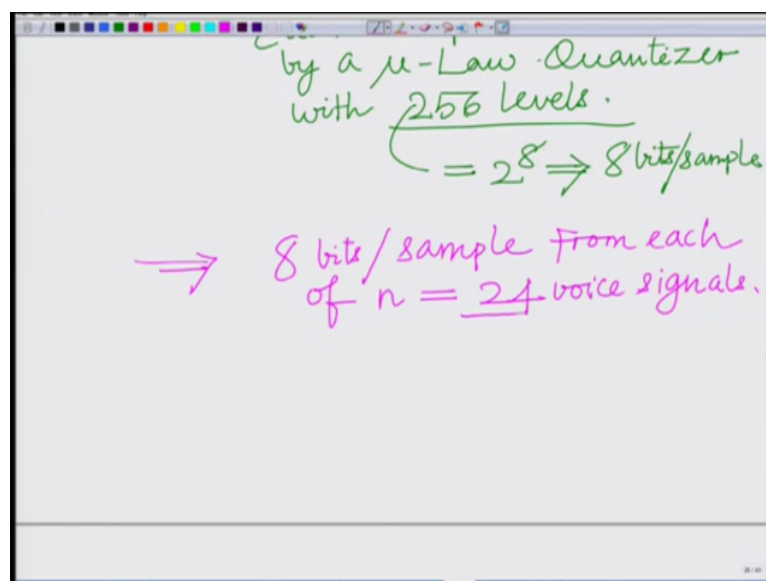 by a μ-Law Quantizer
with 256 levels.
= 2^8 ⇒ 8 bits/sample
⇒ 8 bits/sample from each
of n = 24 voice signals.